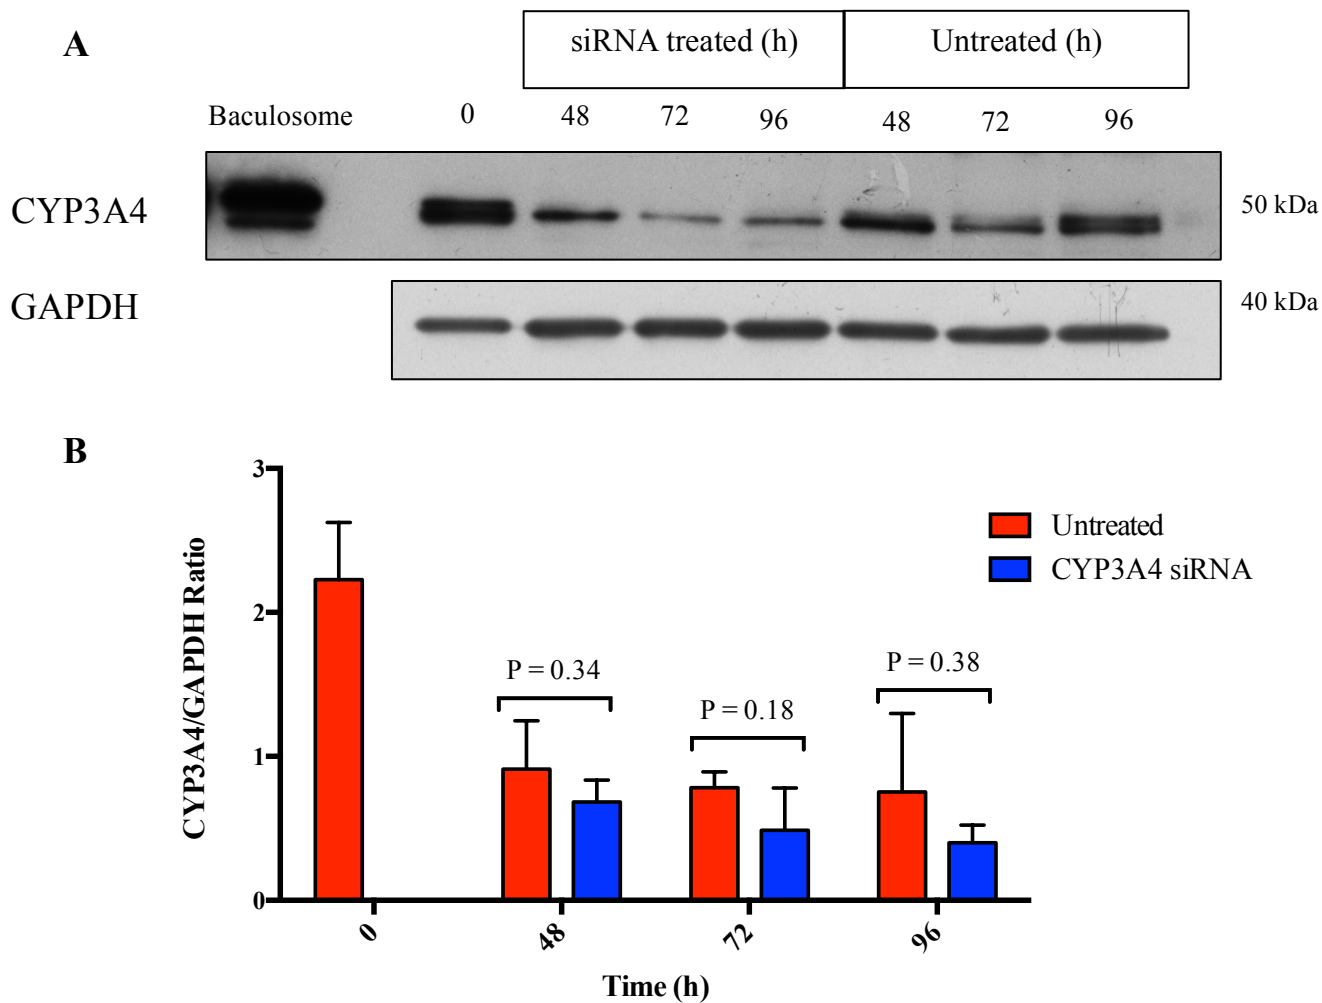 A
siRNA treated (h) Untreated (h)
Baculosome 0 48 72 96 48 72 96
CYP3A4 50 kDa
GAPDH 40 kDa
B
CYP3A4/GAPDH Ratio
3
2
1
0
Untreated
CYP3A4 siRNA
P = 0.34
P = 0.18
P = 0.38
0 48 72 96
Time (h)